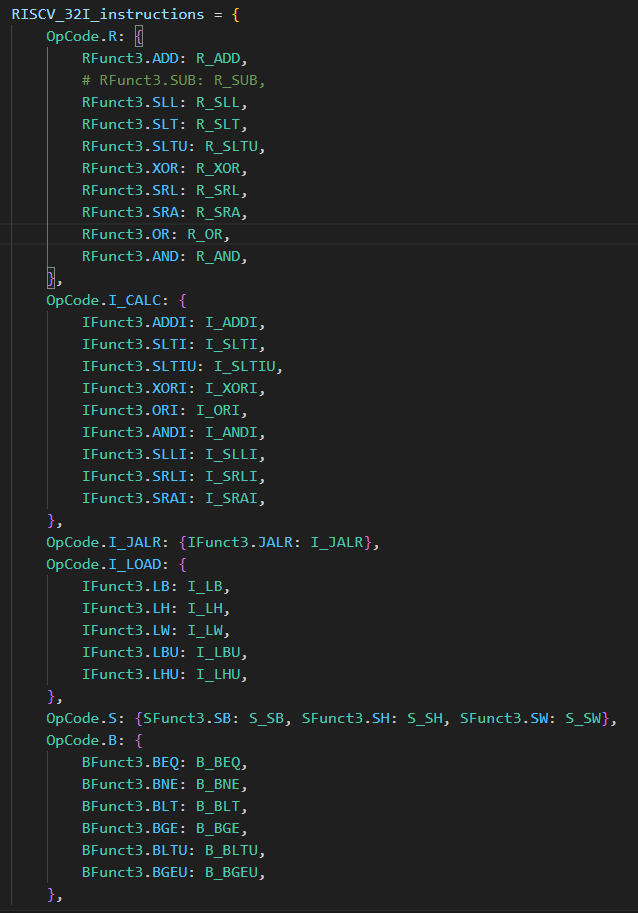 RISCV_32I_instructions = {
    OpCode.R: {
        RFunct3.ADD: R_ADD,
        # RFunct3.SUB: R_SUB,
        RFunct3.SLL: R_SLL,
        RFunct3.SLT: R_SLT,
        RFunct3.SLTU: R_SLTU,
        RFunct3.XOR: R_XOR,
        RFunct3.SRL: R_SRL,
        RFunct3.SRA: R_SRA,
        RFunct3.OR: R_OR,
        RFunct3.AND: R_AND,
    },
    OpCode.I_CALC: {
        IFunct3.ADDI: I_ADDI,
        IFunct3.SLTI: I_SLTI,
        IFunct3.SLTIU: I_SLTIU,
        IFunct3.XORI: I_XORI,
        IFunct3.ORI: I_ORI,
        IFunct3.ANDI: I_ANDI,
        IFunct3.SLLI: I_SLLI,
        IFunct3.SRLI: I_SRLI,
        IFunct3.SRAI: I_SRAI,
    },
    OpCode.I_JALR: {IFunct3.JALR: I_JALR},
    OpCode.I_LOAD: {
        IFunct3.LB: I_LB,
        IFunct3.LH: I_LH,
        IFunct3.LW: I_LW,
        IFunct3.LBU: I_LBU,
        IFunct3.LHU: I_LHU,
    },
    OpCode.S: {SFunct3.SB: S_SB, SFunct3.SH: S_SH, SFunct3.SW: S_SW},
    OpCode.B: {
        BFunct3.BEQ: B_BEQ,
        BFunct3.BNE: B_BNE,
        BFunct3.BLT: B_BLT,
        BFunct3.BGE: B_BGE,
        BFunct3.BLTU: B_BLTU,
        BFunct3.BGEU: B_BGEU,
    },